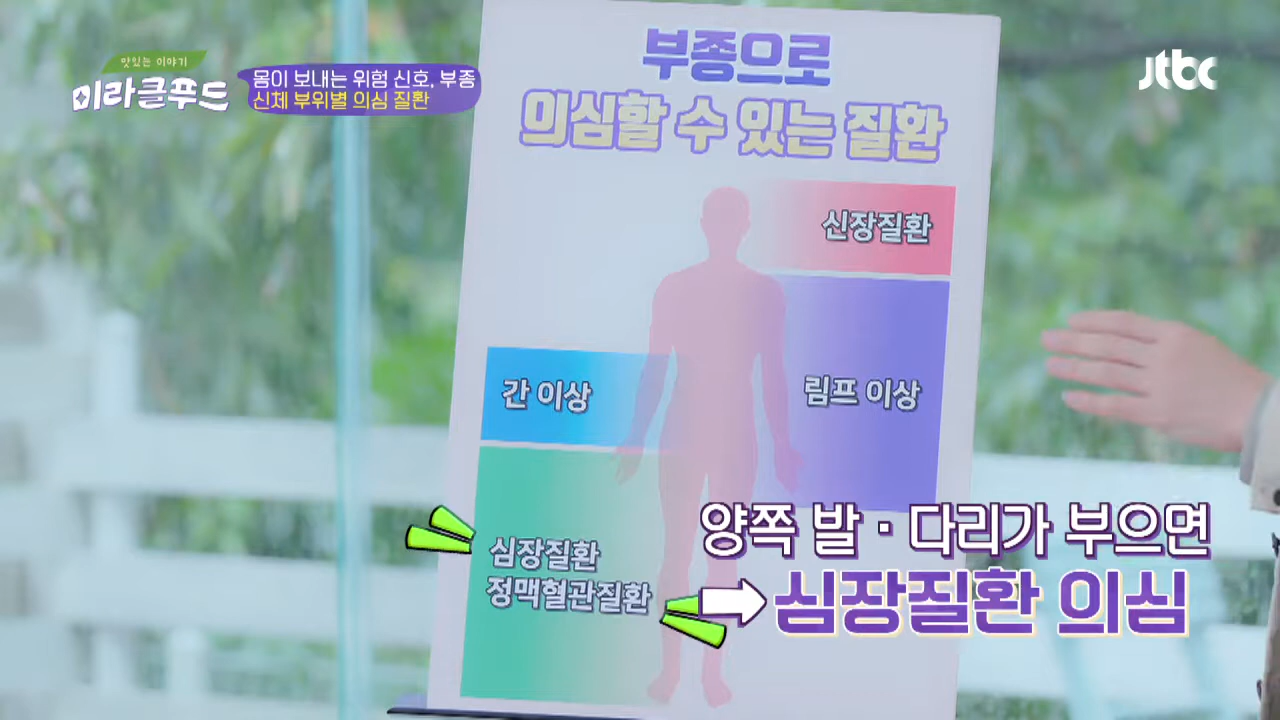 맛있는 이야기
미라클푸드
몸이 보내는 위험 신호, 부종
신체 부위별 의심 질환
jtbc
부종으로
의심할 수 있는 질환
신장질환
간 이상
림프 이상
심장질환
정맥혈관질환
양쪽 발·다리가 부으면
심장질환 의심